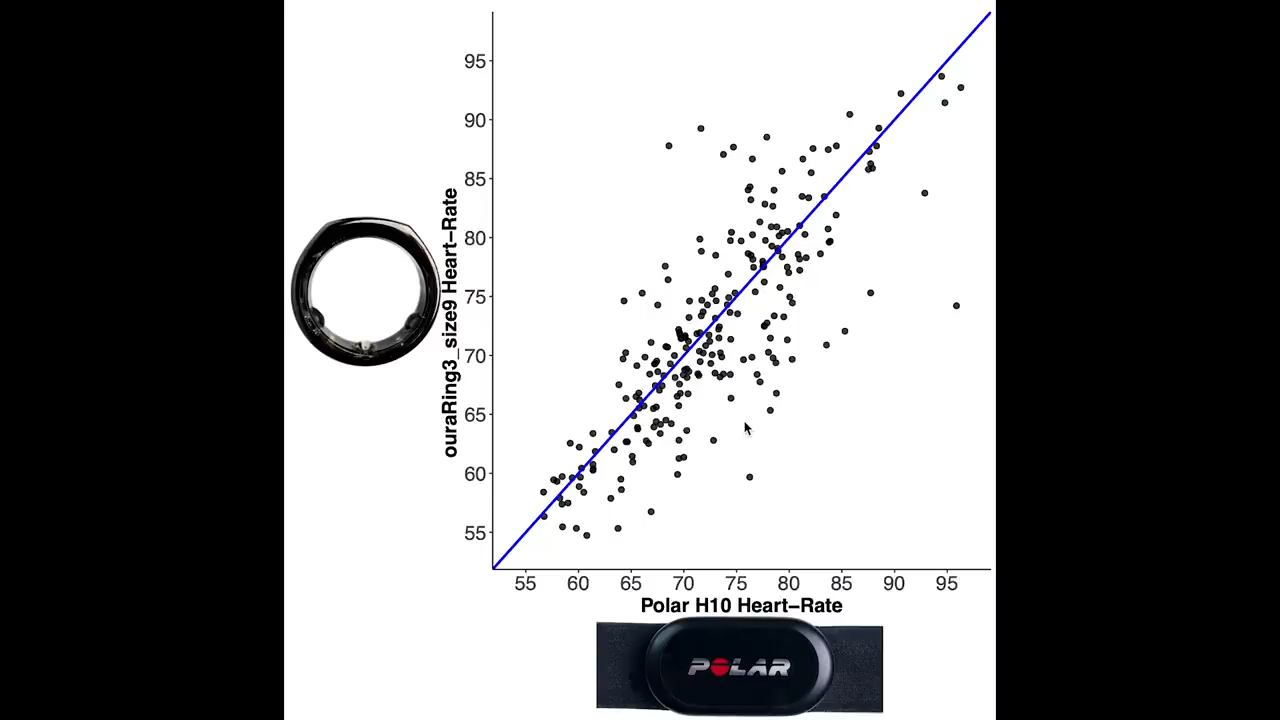 95
90
85
80
75
70
65
60
55
ouraRing3_size9 Heart-Rate
55 60 65 70 75 80 85 90 95
Polar H10 Heart-Rate
POLAR